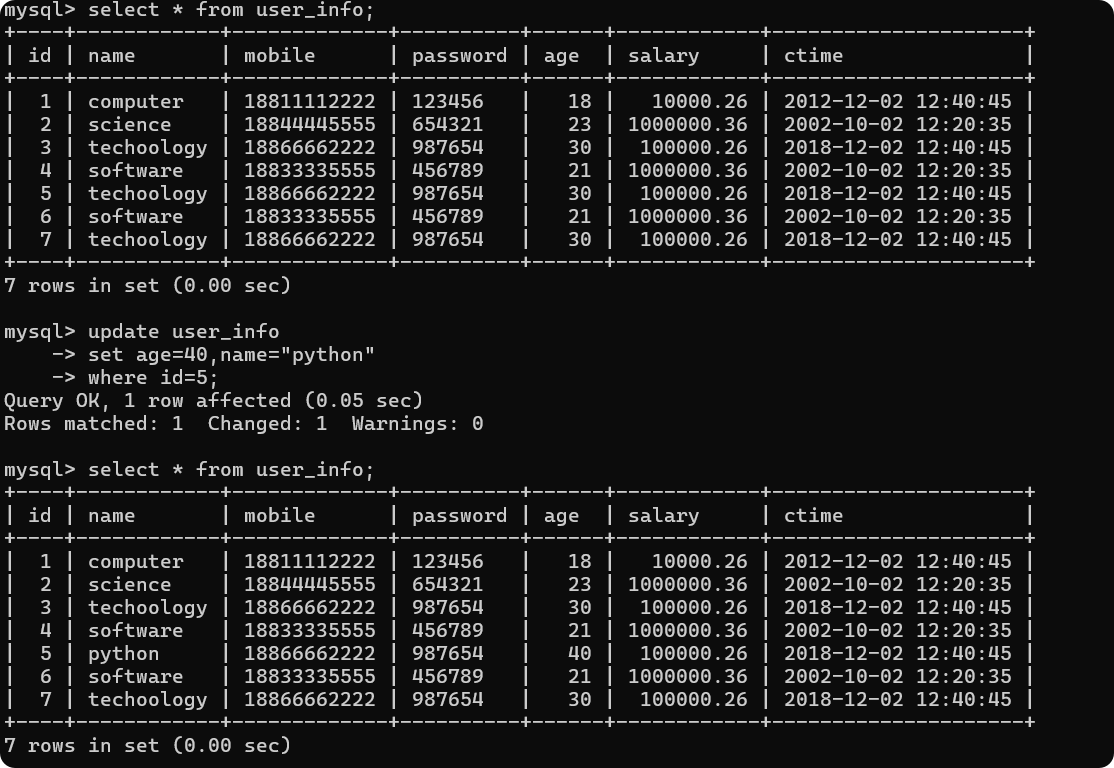 mysql> select * from user_info;
+----+------------+-------------+----------+------+------------+---------------------+
| id | name       | mobile      | password | age  | salary     | ctime               |
+----+------------+-------------+----------+------+------------+---------------------+
|  1 | computer   | 18811112222 | 123456   |   18 |   10000.26 | 2012-12-02 12:40:45 |
|  2 | science    | 18844445555 | 654321   |   23 | 1000000.36 | 2002-10-02 12:20:35 |
|  3 | techoology | 18866662222 | 987654   |   30 |  100000.26 | 2018-12-02 12:40:45 |
|  4 | software   | 18833335555 | 456789   |   21 | 1000000.36 | 2002-10-02 12:20:35 |
|  5 | techoology | 18866662222 | 987654   |   30 |  100000.26 | 2018-12-02 12:40:45 |
|  6 | software   | 18833335555 | 456789   |   21 | 1000000.36 | 2002-10-02 12:20:35 |
|  7 | techoology | 18866662222 | 987654   |   30 |  100000.26 | 2018-12-02 12:40:45 |
+----+------------+-------------+----------+------+------------+---------------------+
7 rows in set (0.00 sec)

mysql> update user_info
    -> set age=40,name="python"
    -> where id=5;
Query OK, 1 row affected (0.05 sec)
Rows matched: 1  Changed: 1  Warnings: 0

mysql> select * from user_info;
+----+------------+-------------+----------+------+------------+---------------------+
| id | name       | mobile      | password | age  | salary     | ctime               |
+----+------------+-------------+----------+------+------------+---------------------+
|  1 | computer   | 18811112222 | 123456   |   18 |   10000.26 | 2012-12-02 12:40:45 |
|  2 | science    | 18844445555 | 654321   |   23 | 1000000.36 | 2002-10-02 12:20:35 |
|  3 | techoology | 18866662222 | 987654   |   30 |  100000.26 | 2018-12-02 12:40:45 |
|  4 | software   | 18833335555 | 456789   |   21 | 1000000.36 | 2002-10-02 12:20:35 |
|  5 | python     | 18866662222 | 987654   |   40 |  100000.26 | 2018-12-02 12:40:45 |
|  6 | software   | 18833335555 | 456789   |   21 | 1000000.36 | 2002-10-02 12:20:35 |
|  7 | techoology | 18866662222 | 987654   |   30 |  100000.26 | 2018-12-02 12:40:45 |
+----+------------+-------------+----------+------+------------+---------------------+
7 rows in set (0.00 sec)